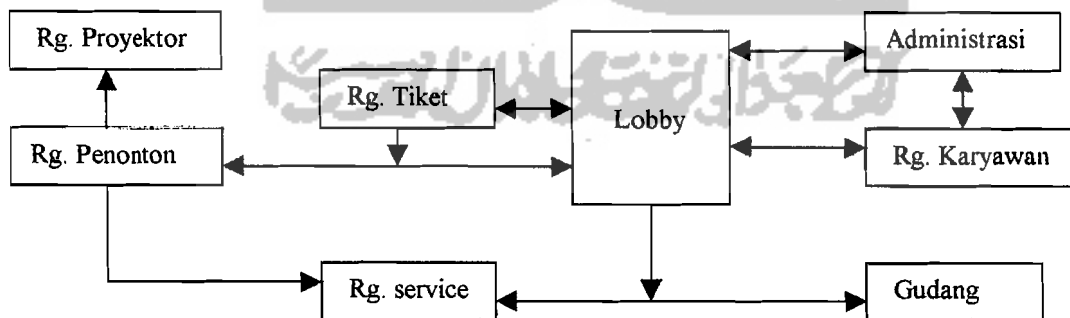 Rg. Proyektor
Administrasi
Rg. Tiket
Lobby
Rg. Penonton
Rg. Karyawan
Rg. service
Gudang